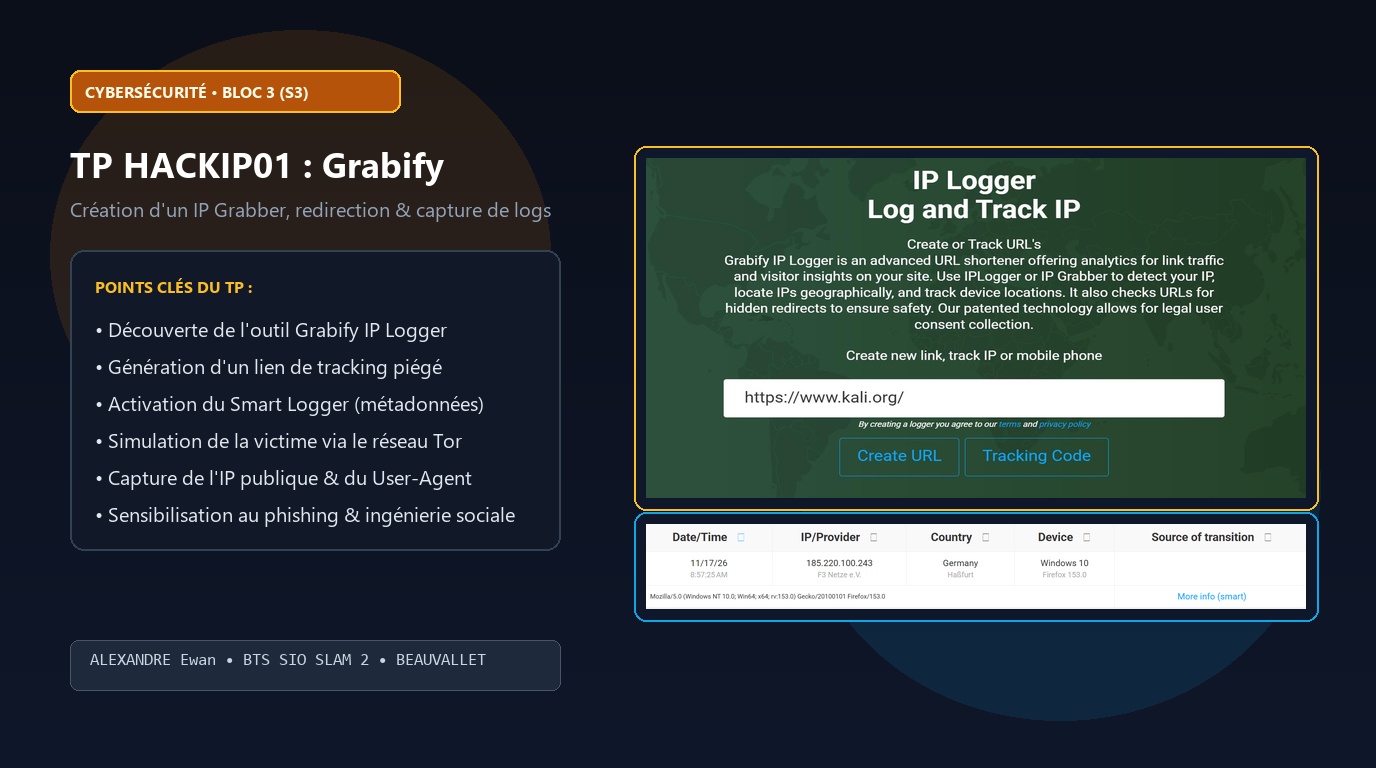 CYBERSÉCURITÉ • BLOC 3 (S3)
TP HACKIP01 : Grabify
Création d'un IP Grabber, redirection & capture de logs
POINTS CLÉS DU TP :
• Découverte de l'outil Grabify IP Logger
• Génération d'un lien de tracking piégé
• Activation du Smart Logger (métadonnées)
• Simulation de la victime via le réseau Tor
• Capture de l'IP publique & du User-Agent
• Sensibilisation au phishing & ingénierie sociale
ALEXANDRE Ewan • BTS SIO SLAM 2 • BEAUVALLET
IP Logger
Log and Track IP
Create or Track URL's
Grabify IP Logger is an advanced URL shortener offering analytics for link traffic
and visitor insights on your site. Use IPLogger or IP Grabber to detect your IP,
locate IPs geographically, and track device locations. It also checks URLs for
hidden redirects to ensure safety. Our patented technology allows for legal user
consent collection.
Create new link, track IP or mobile phone
https://www.kali.org/
By creating a logger you agree to our terms and privacy policy
Create URL Tracking Code
Date/Time IP/Provider Country Device Source of transition
11/17/26 185.220.100.243 Germany Windows 10
8:57:25 AM F3 Netze e.V. Haßfurt Firefox 153.0
Mozilla/5.0 (Windows NT 10.0; Win64; x64; rv:153.0) Gecko/20100101 Firefox/153.0 More info (smart)